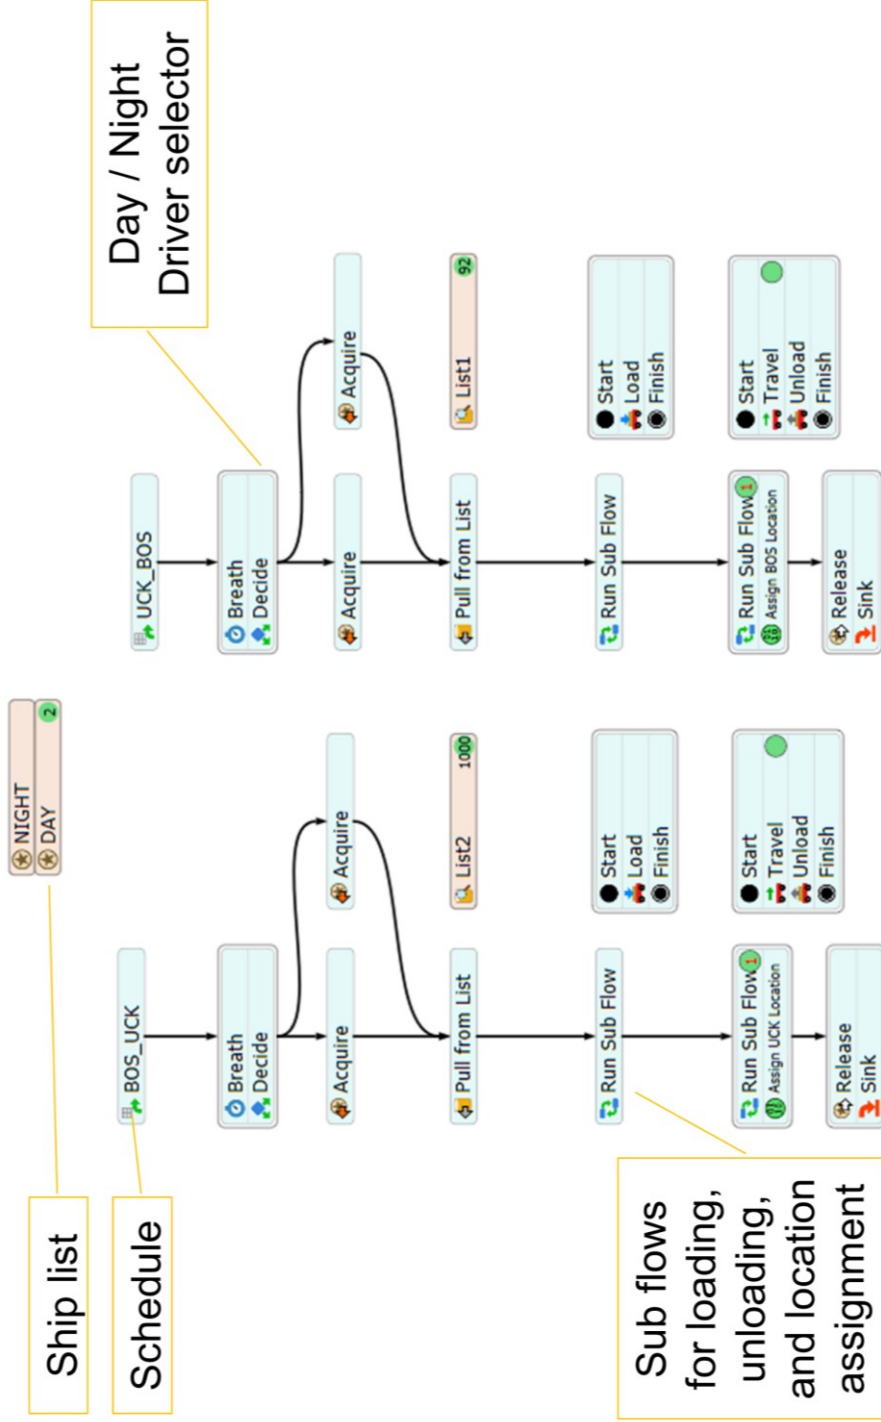 Ship list
Schedule
NIGHT
DAY 2
Day / Night
Driver selector
BOS_UCK
Breath
Decide
Acquire
Acquire
Pull from List
List2 1000
Run Sub Flow
Start
Load
Finish
Run Sub Flow 1
Assign UCK Location
Start
Travel
Unload
Finish
Release
Sink
UCK_BOS
Breath
Decide
Acquire
Acquire
Pull from List
List1 92
Run Sub Flow
Start
Load
Finish
Run Sub Flow 1
Assign BOS Location
Start
Travel
Unload
Finish
Release
Sink
Sub flows
for loading,
unloading,
and location
assignment